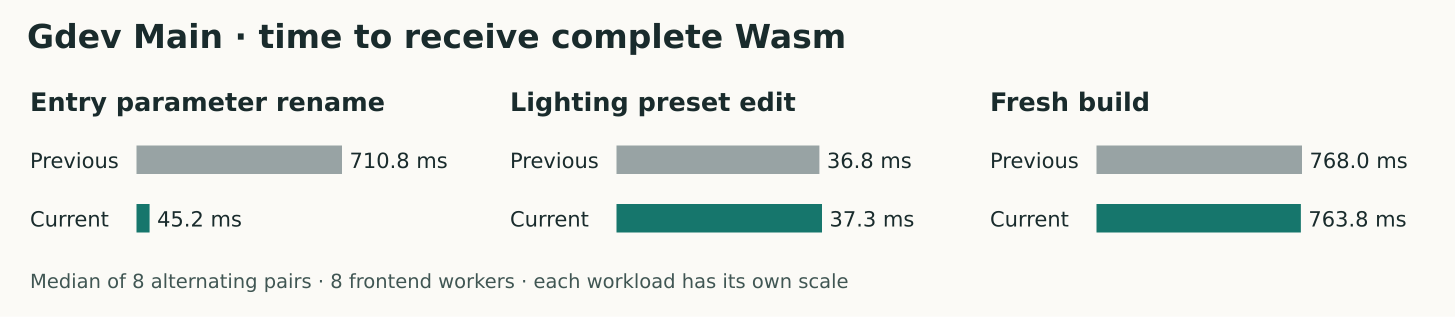 Gdev Main · time to receive complete Wasm
Entry parameter rename
Previous 710.8 ms
Current 45.2 ms
Lighting preset edit
Previous 36.8 ms
Current 37.3 ms
Fresh build
Previous 768.0 ms
Current 763.8 ms
Median of 8 alternating pairs · 8 frontend workers · each workload has its own scale